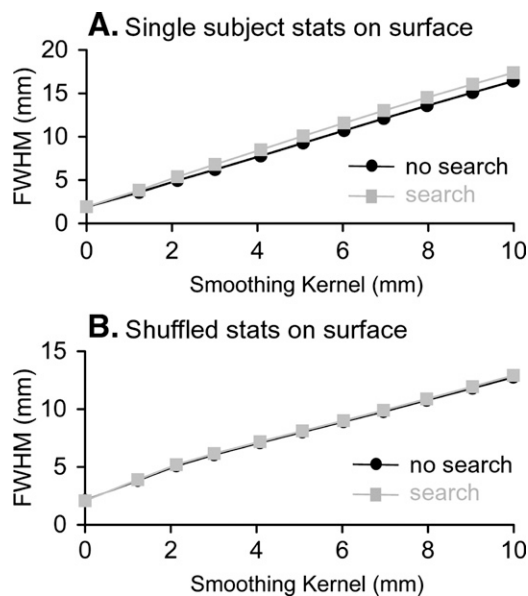 A. Single subject stats on surface
20
15
10
5
0
FWHM (mm)
no search
search
0 2 4 6 8 10
Smoothing Kernel (mm)
B. Shuffled stats on surface
15
10
5
0
FWHM (mm)
no search
search
0 2 4 6 8 10
Smoothing Kernel (mm)